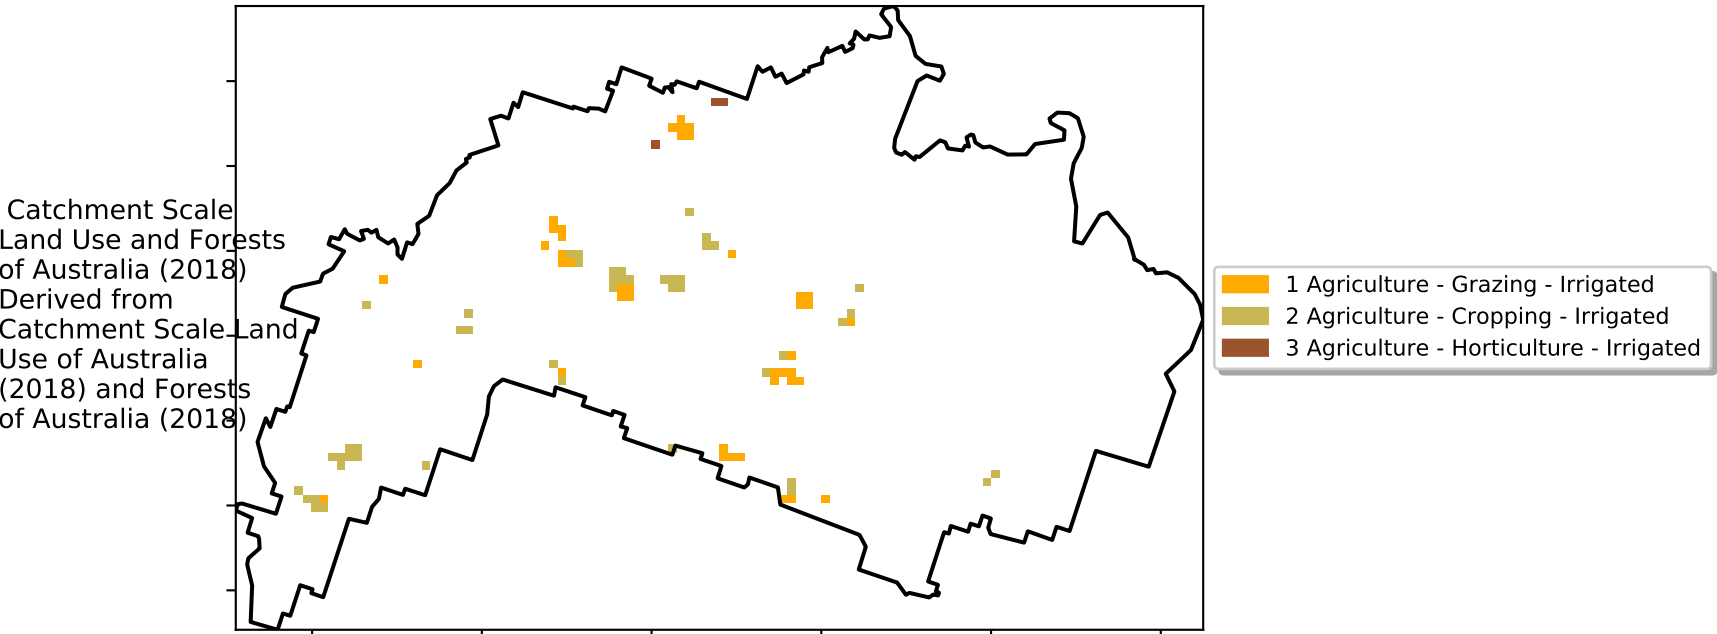 Catchment Scale
Land Use and Forests
of Australia (2018)
Derived from
Catchment Scale Land
Use of Australia
(2018) and Forests
of Australia (2018)
1 Agriculture - Grazing - Irrigated
2 Agriculture - Cropping - Irrigated
3 Agriculture - Horticulture - Irrigated